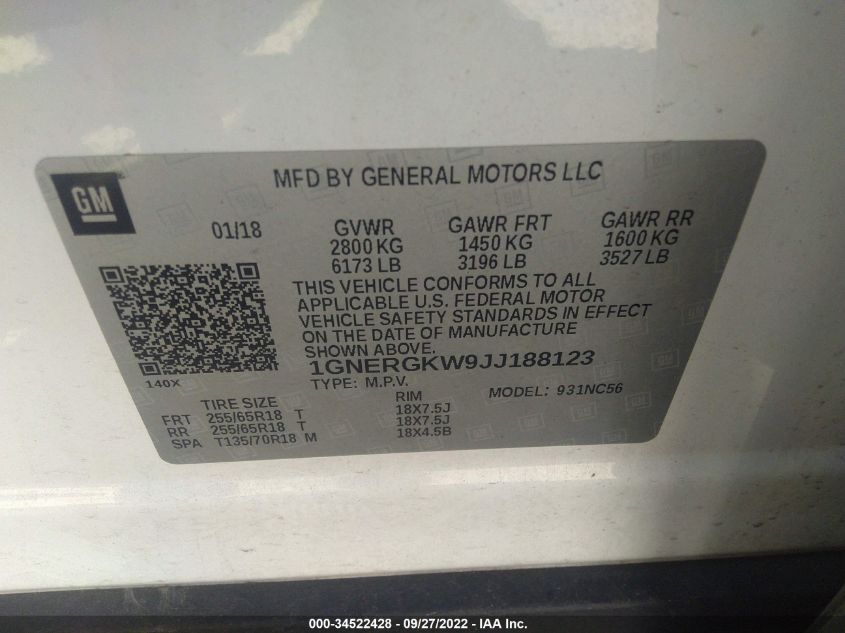 GM
MFD BY GENERAL MOTORS LLC
01/18 GVWR GAWR FRT GAWR RR
2800 KG 1450 KG 1600 KG
6173 LB 3196 LB 3527 LB
THIS VEHICLE CONFORMS TO ALL
APPLICABLE U.S. FEDERAL MOTOR
VEHICLE SAFETY STANDARDS IN EFFECT
ON THE DATE OF MANUFACTURE
SHOWN ABOVE.
1GNERGKW9JJ188123
140X
TYPE: M.P.V. MODEL: 931NC56
TIRE SIZE RIM
FRT 255/65R18 T 18X7.5J
RR 255/65R18 T 18X7.5J
SPA T135/70R18 M 18X4.5B
000-34522428 - 09/27/2022 - IAA, Inc.